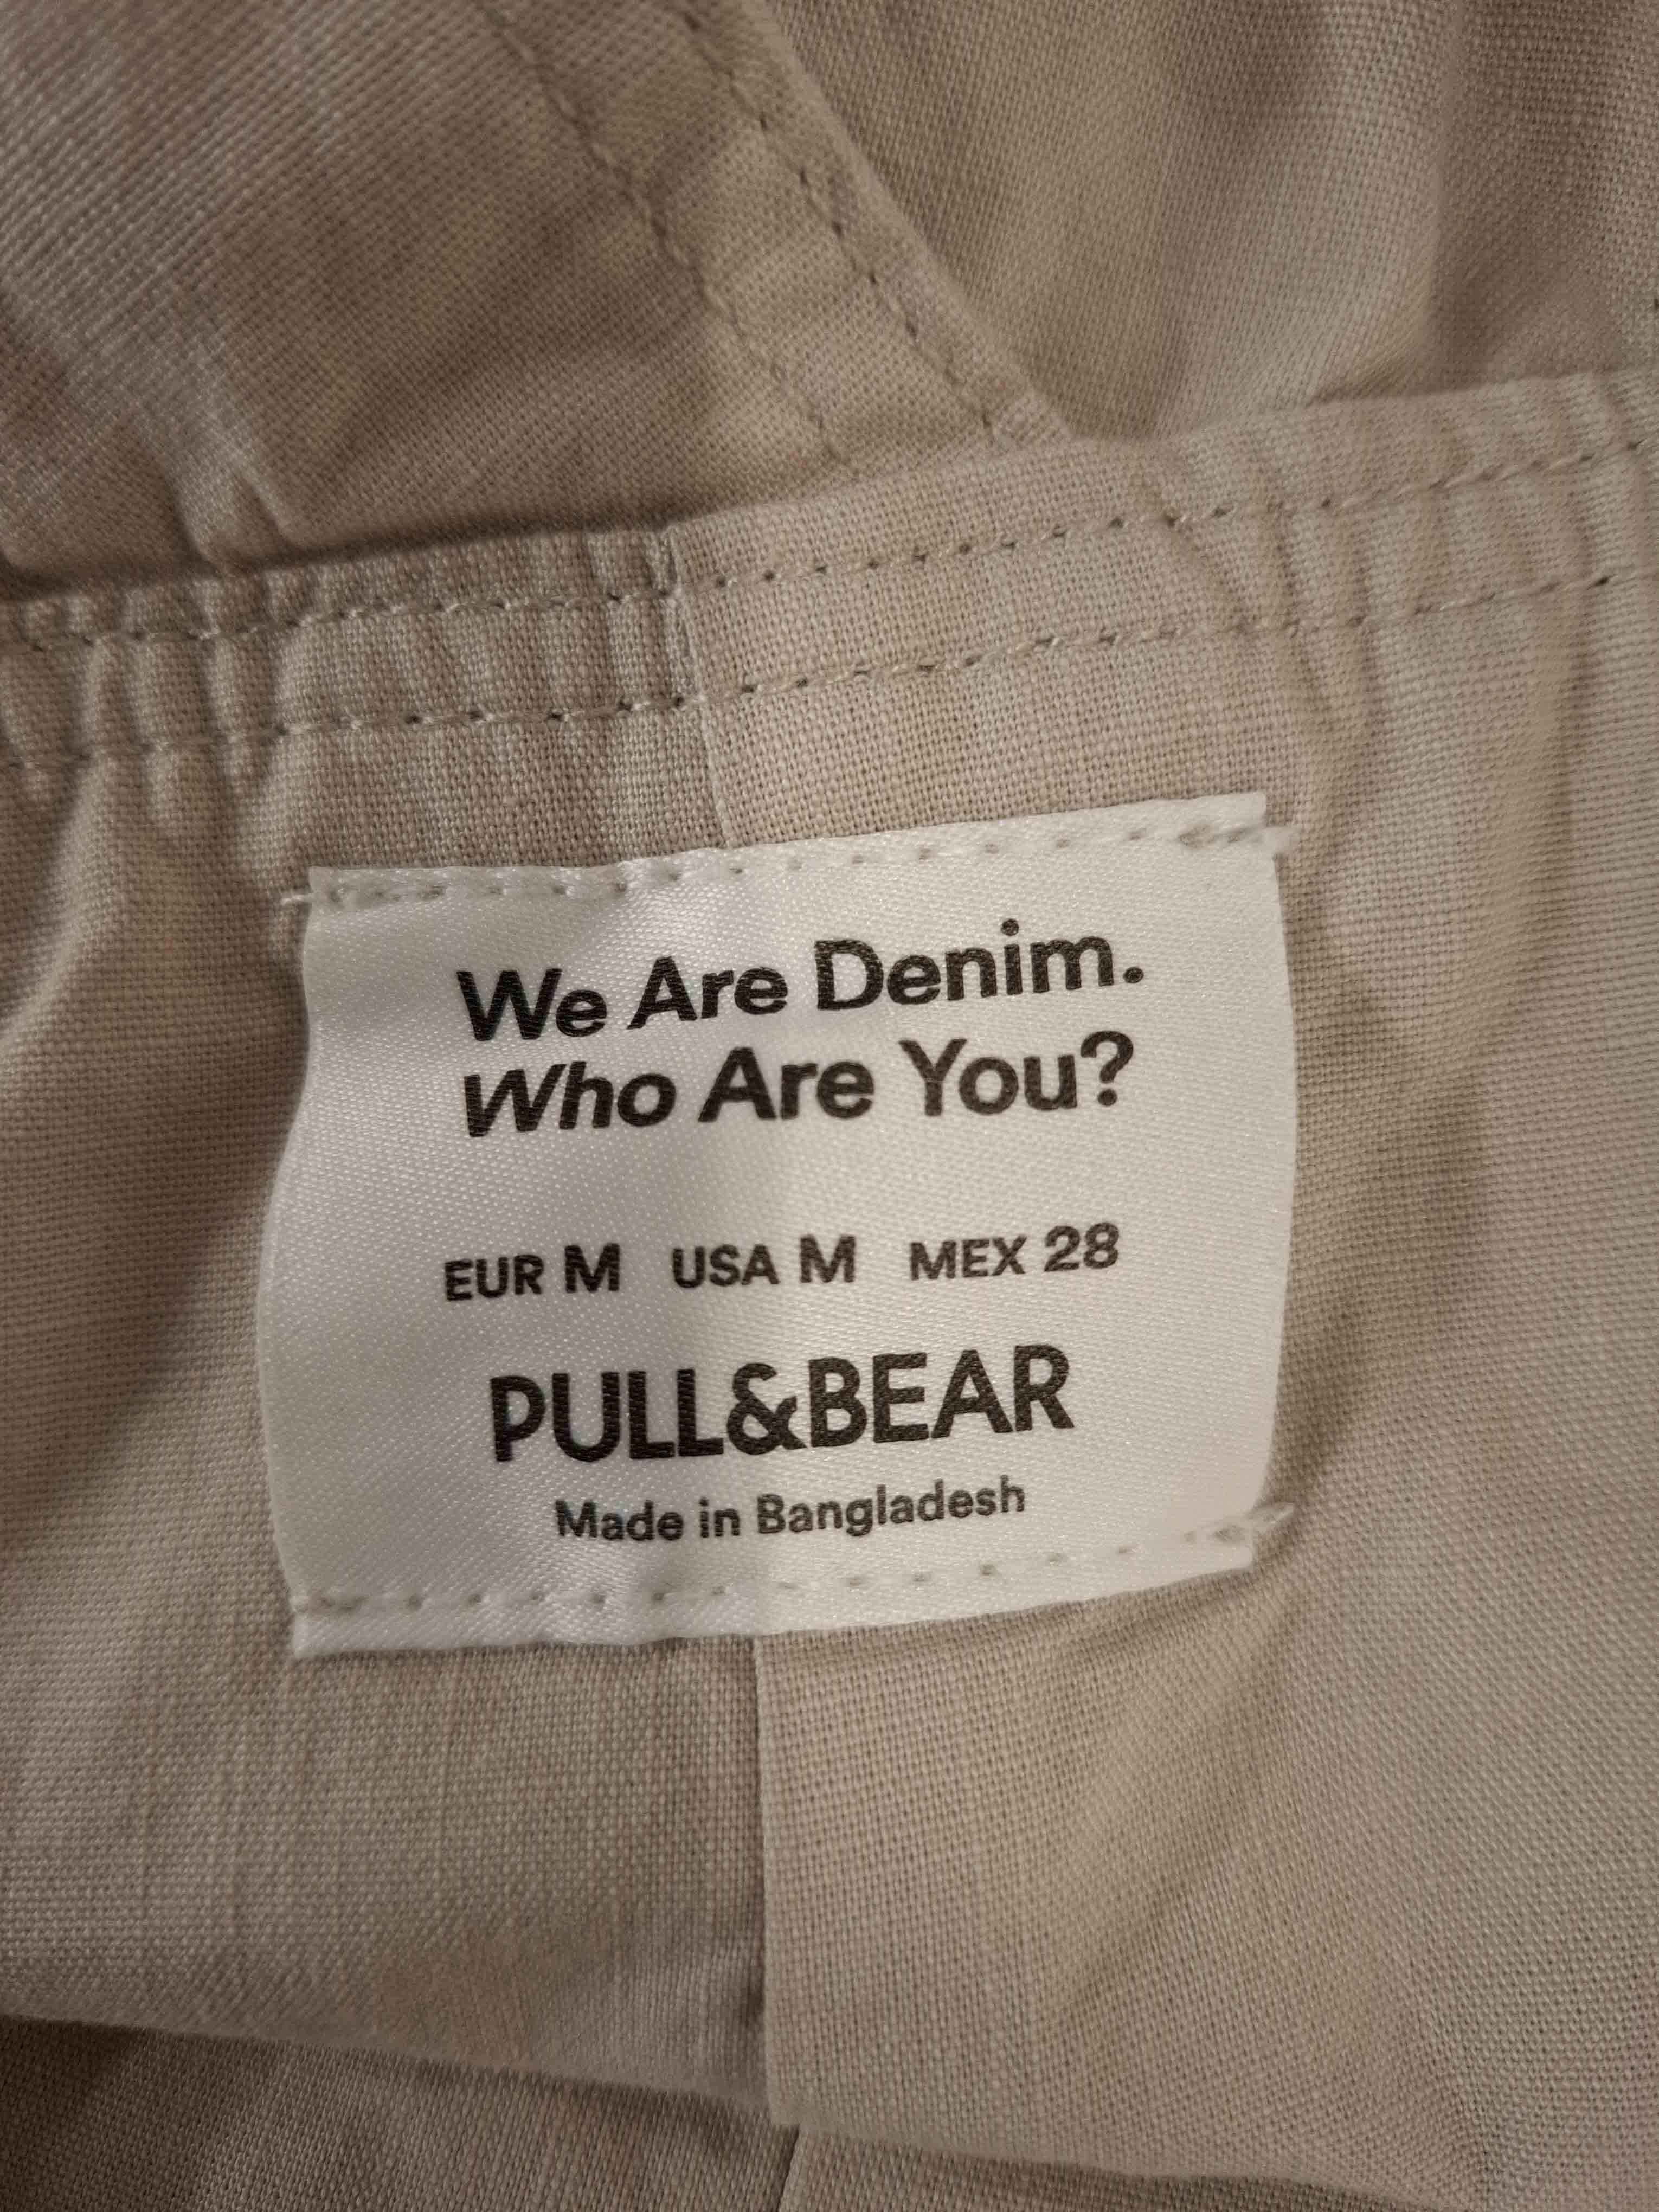 We Are Denim.
Who Are You?
EUR M USA M MEX 28
PULL&BEAR
Made in Bangladesh